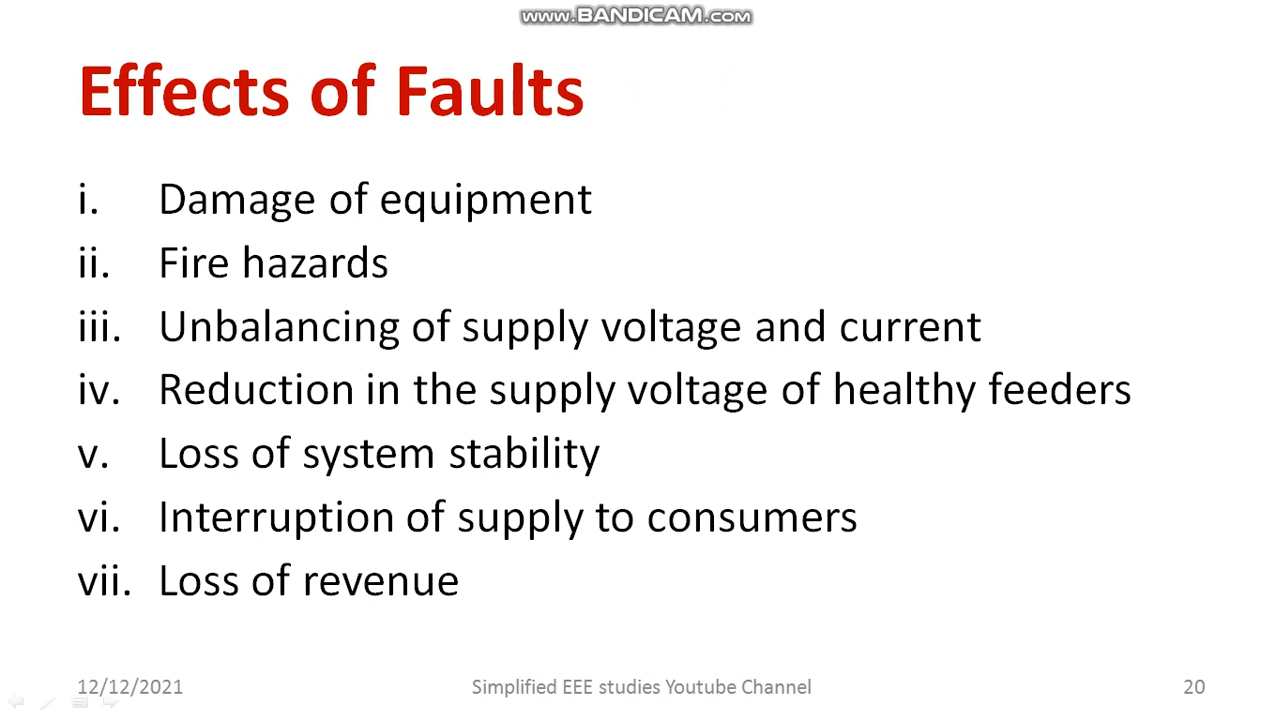 www.BANDICAM.com
Effects of Faults
i. Damage of equipment
ii. Fire hazards
iii. Unbalancing of supply voltage and current
iv. Reduction in the supply voltage of healthy feeders
v. Loss of system stability
vi. Interruption of supply to consumers
vii. Loss of revenue
12/12/2021 Simplified EEE studies Youtube Channel 20